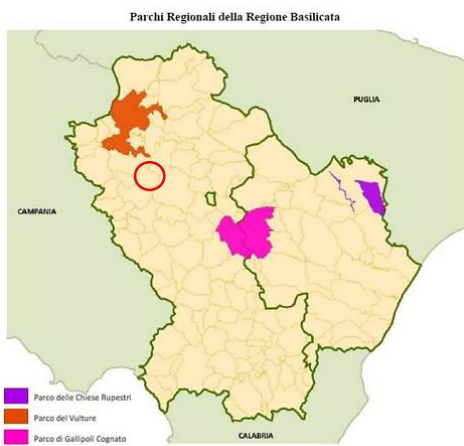 Parchi Regionali della Regione Basilicata
PUGLIA
CAMPANIA
Parco delle Chiese Rupestri
Parco del Vulture
Parco di Gallipoli Cognato
CALABRIA